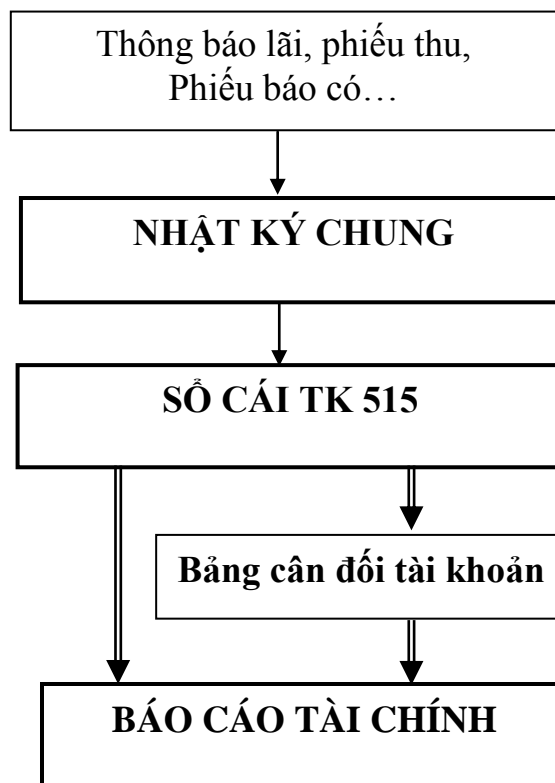 Thông báo lãi, phiếu thu,
Phiếu báo có…
NHẬT KÝ CHUNG
SỔ CÁI TK 515
Bảng cân đối tài khoản
BÁO CÁO TÀI CHÍNH